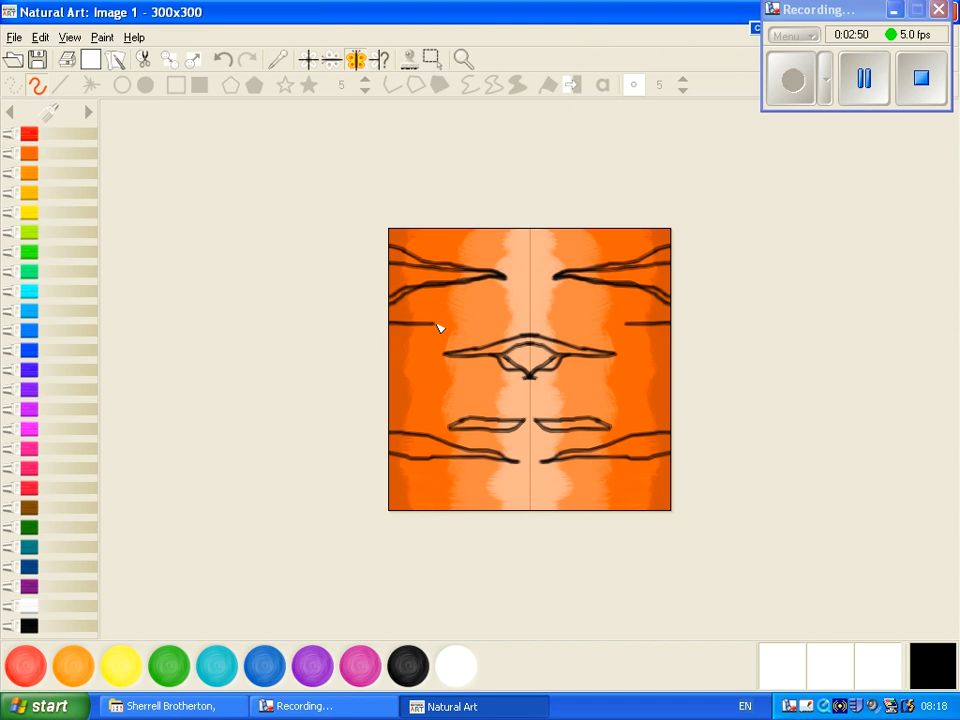 Natural Art: Image 1 - 300x300
Recording...
File Edit View Paint Help
Menu
0:02:50
5.0 fps
5
a
5
start
Sherrell Brotherton,
Recording...
Natural Art
EN
08:18